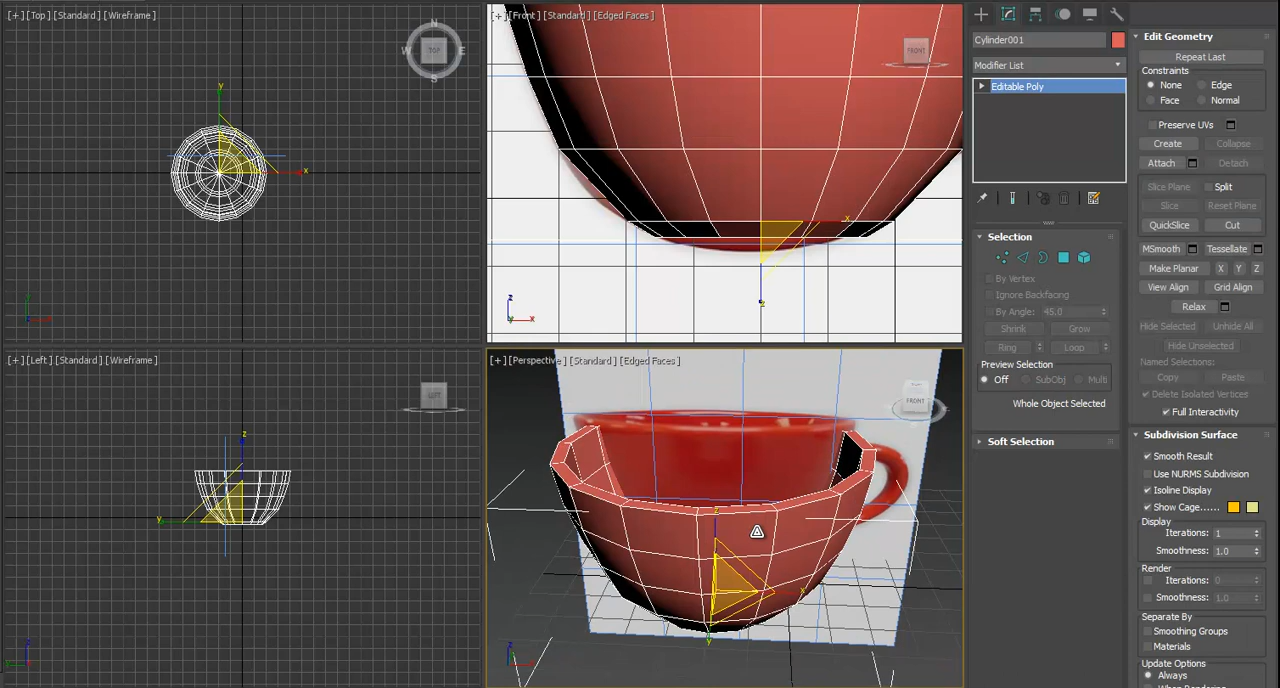 [+] [Top] [Standard] [Wireframe]
N
W
TOP
E
S
y
x
[+] [Front] [Standard] [Edged Faces]
FRONT
x
z
z
x
[+] [Left] [Standard] [Wireframe]
LEFT
z
y
[+] [Perspective] [Standard] [Edged Faces]
FRONT
z
x
y
z
Cylinder001
Modifier List
Editable Poly
Selection
By Vertex
Ignore Backfacing
By Angle: 45.0
Shrink
Grow
Ring
Loop
Preview Selection
Off
SubObj
Multi
Whole Object Selected
Soft Selection
Edit Geometry
Repeat Last
Constraints
None
Edge
Face
Normal
Preserve UVs
Create
Collapse
Attach
Detach
Slice Plane
Split
Slice
Reset Plane
QuickSlice
Cut
MSmooth
Tessellate
Make Planar
X
Y
Z
View Align
Grid Align
Relax
Hide Selected
Unhide All
Hide Unselected
Named Selections:
Copy
Paste
Delete Isolated Vertices
Full Interactivity
Subdivision Surface
Smooth Result
Use NURMS Subdivision
Isoline Display
Show Cage......
Display
Iterations: 1
Smoothness: 1.0
Render
Iterations: 0
Smoothness: 1.0
Separate By
Smoothing Groups
Materials
Update Options
Always